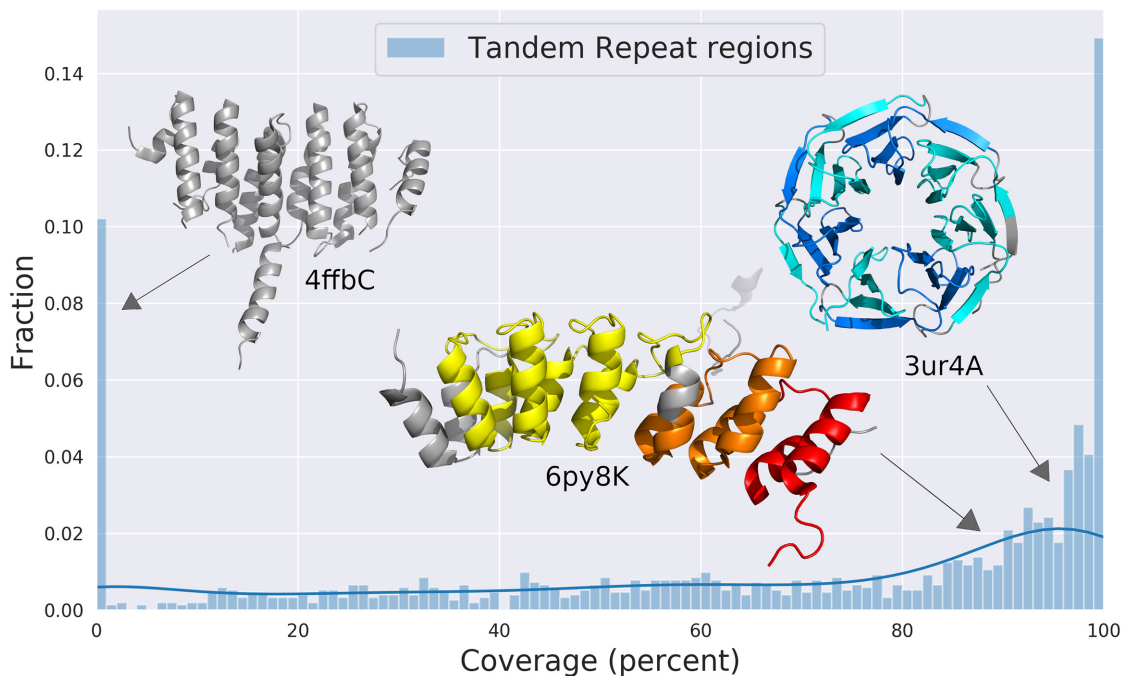 Tandem Repeat regions
0.14
0.12
0.10
0.08
0.06
0.04
0.02
0.00
Fraction
4ffbC
3ur4A
6py8K
0
20
40
60
80
100
Coverage (percent)